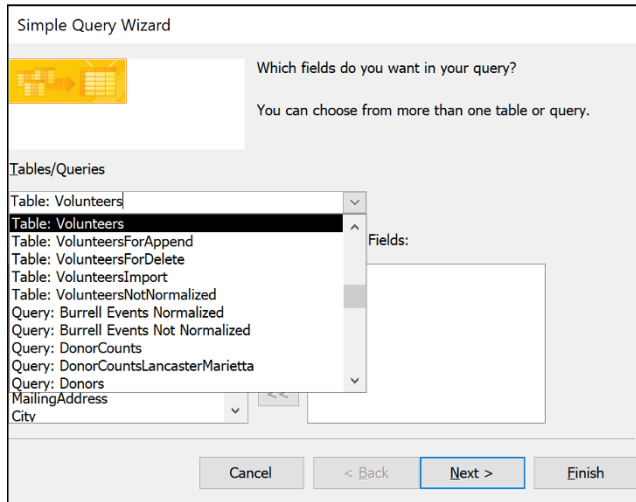 Simple Query Wizard
Which fields do you want in your query?
You can choose from more than one table or query.
Tables/Queries
Table: Volunteers
Table: Volunteers
Table: VolunteersForAppend
Table: VolunteersForDelete
Table: VolunteersImport
Table: VolunteersNotNormalized
Query: Burrell Events Normalized
Query: Burrell Events Not Normalized
Query: DonorCounts
Query: DonorCountsLancasterMarietta
Query: Donors
Fields:
MailingAddress
City
<<
Cancel
< Back
Next >
Finish